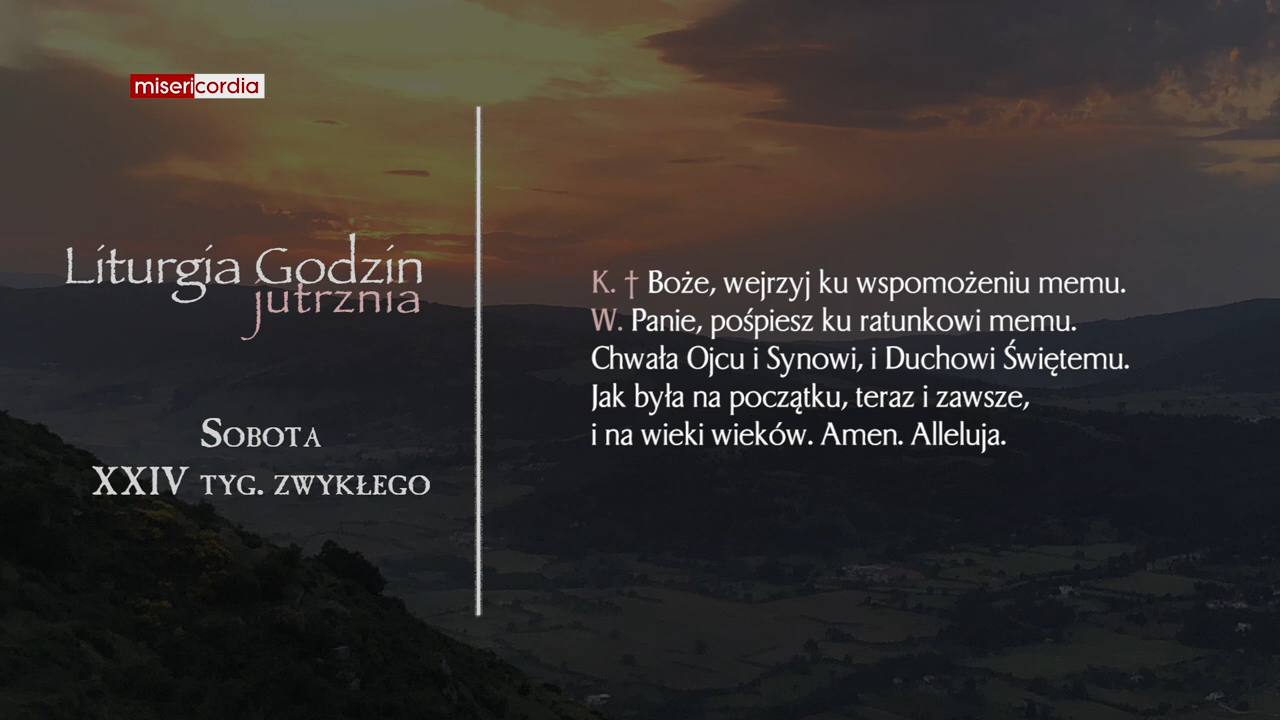 misericordia
Liturgia Godzin
jutrznia
Sobota
XXIV tyg. zwykłego
K. † Boże, wejrzyj ku wspomożeniu memu.
W. Panie, pośpiesz ku ratunkowi memu.
Chwała Ojcu i Synowi, i Duchowi Świętemu.
Jak była na początku, teraz i zawsze,
i na wieki wieków. Amen. Alleluja.